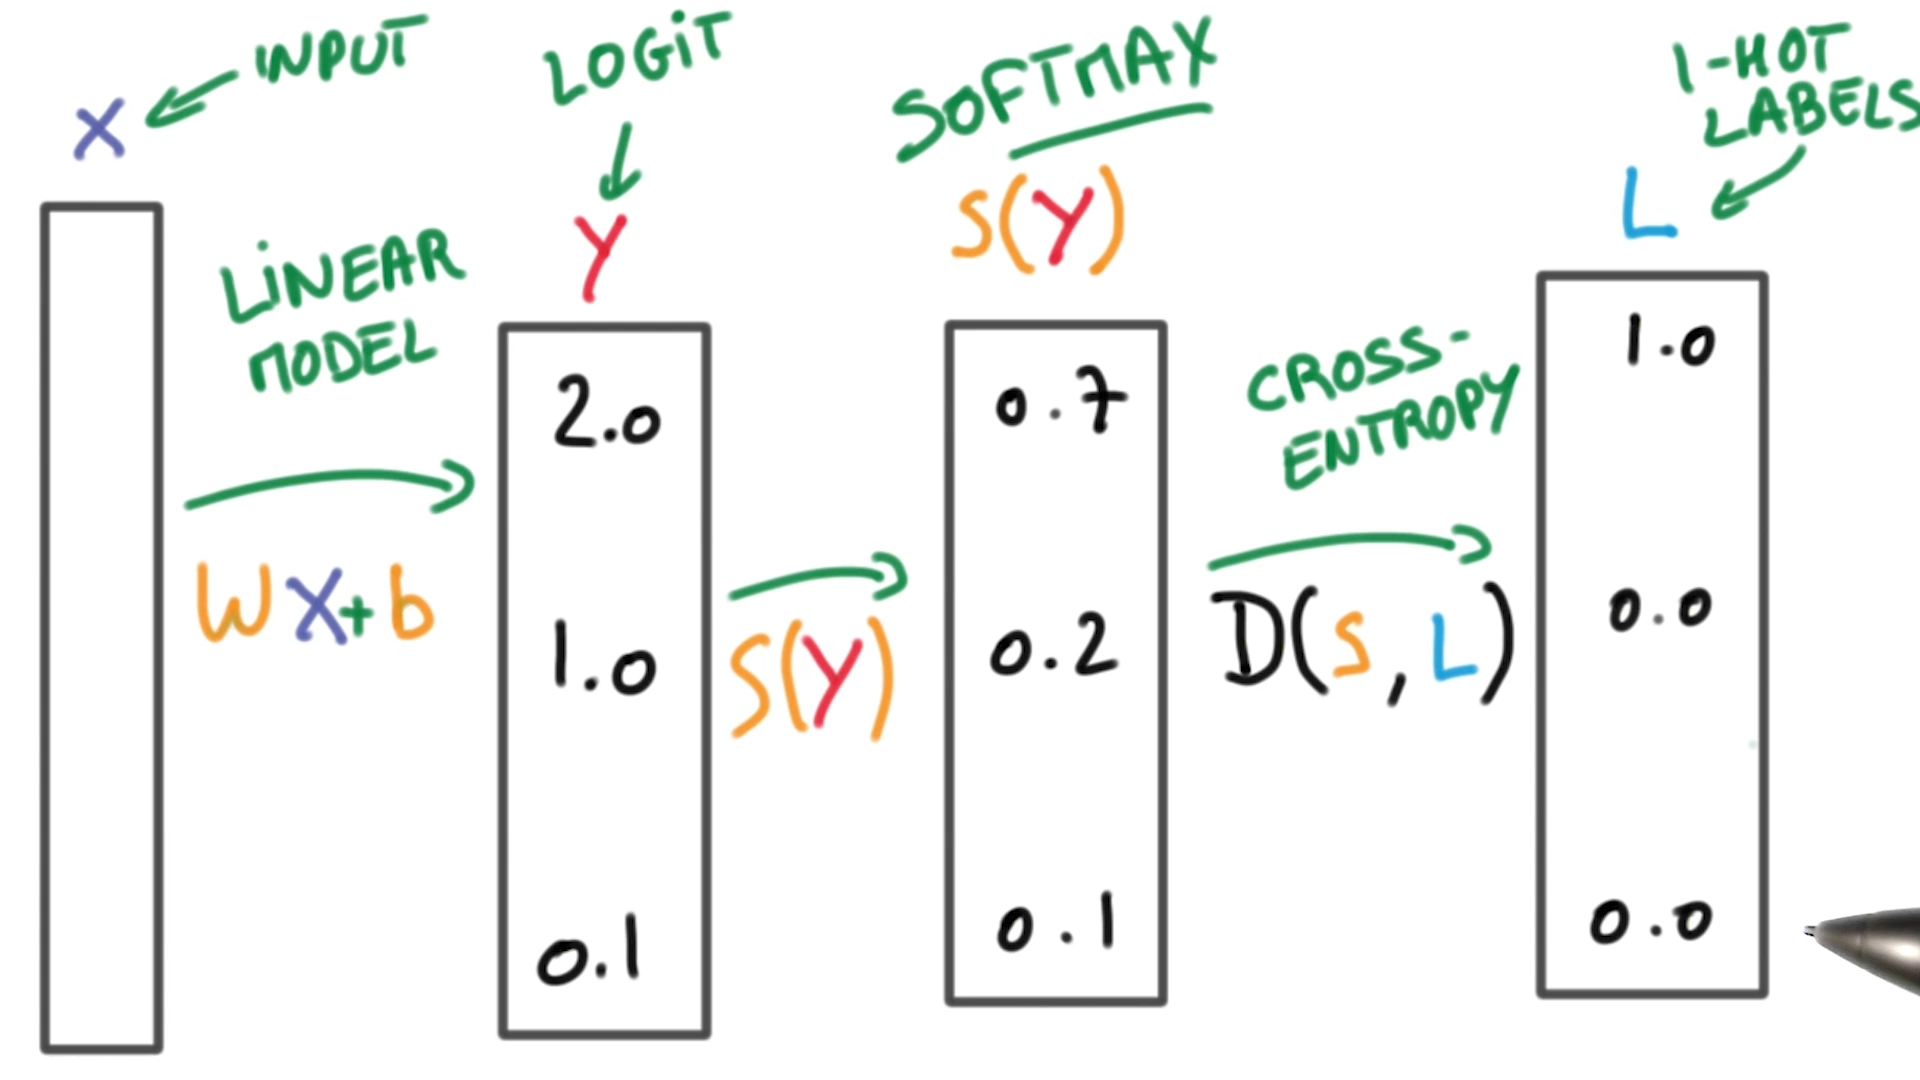 INPUT
X
LINEAR
MODEL
WX+b
LOGIT
Y
2.0
1.0
0.1
S(Y)
SOFTMAX
S(Y)
0.7
0.2
0.1
CROSS-
ENTROPY
D(S,L)
1-HOT
LABELS
L
1.0
0.0
0.0